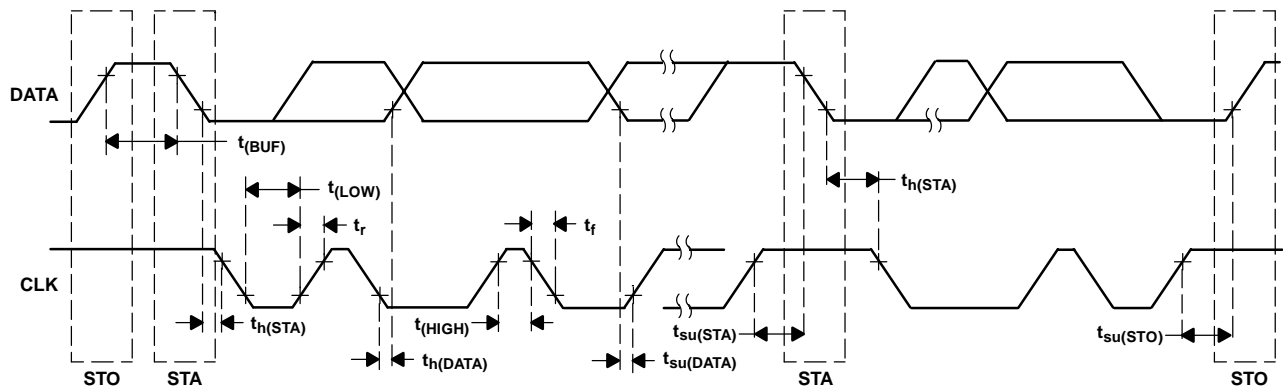 DATA
t(BUF)
t(LOW)
th(STA)
tr
tf
CLK
th(STA)
t(HIGH)
th(DATA)
tsu(DATA)
tsu(STA)
tsu(STO)
STO
STA
STA
STO